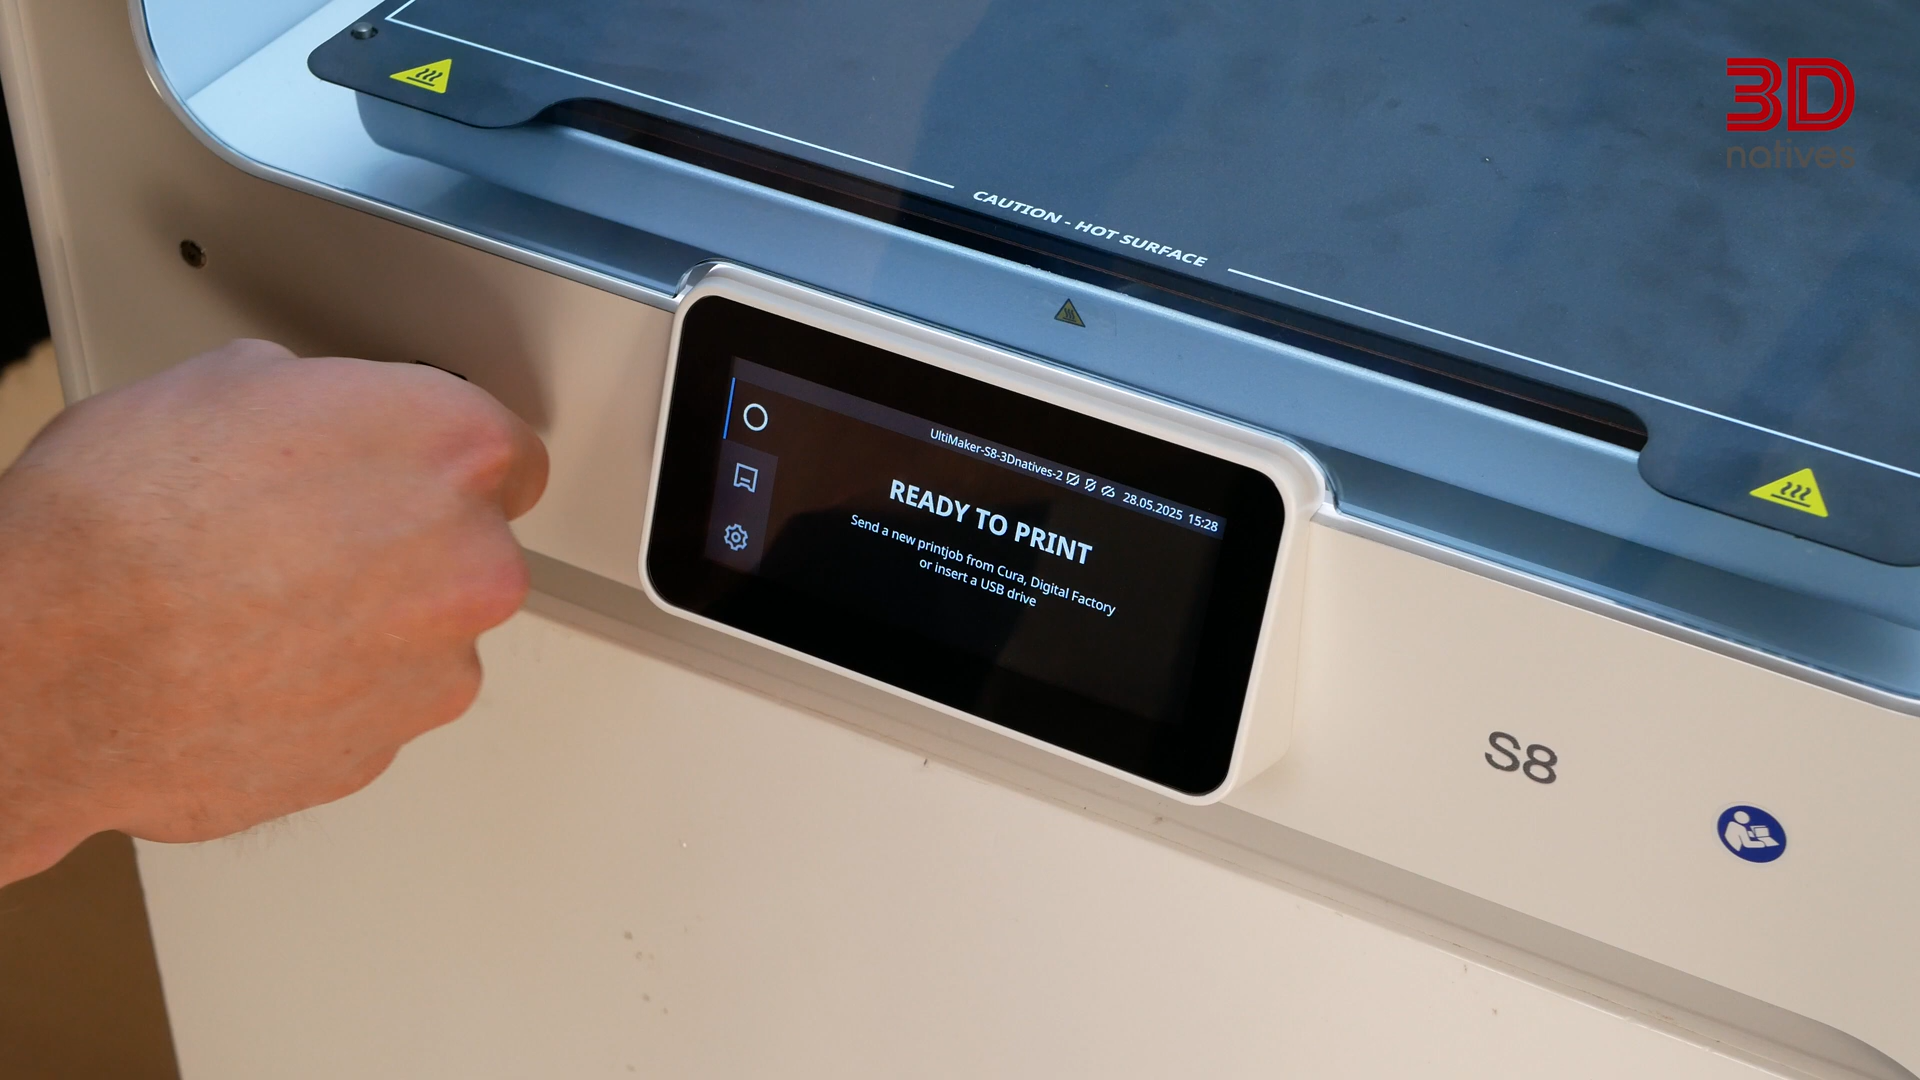 3D
natives
CAUTION - HOT SURFACE
UltiMaker-S8-3Dnatives-2 28.05.2025 15:28
READY TO PRINT
Send a new printjob from Cura, Digital Factory
or insert a USB drive
S8